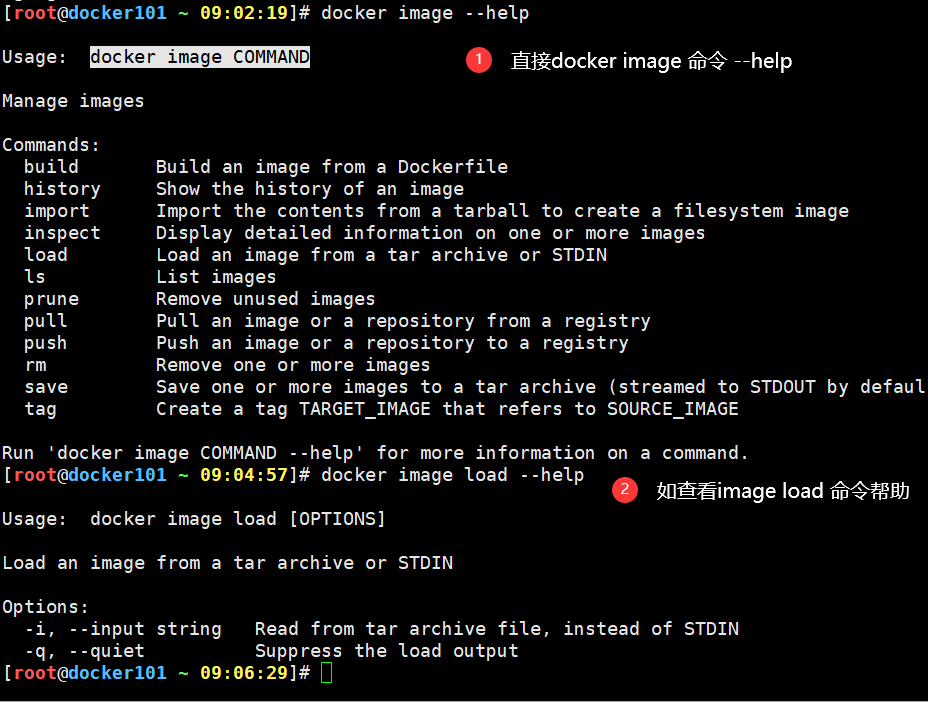 [root@docker101 ~ 09:02:19]# docker image --help
Usage:  docker image COMMAND
1 直接docker image 命令 --help
Manage images
Commands:
  build       Build an image from a Dockerfile
  history     Show the history of an image
  import      Import the contents from a tarball to create a filesystem image
  inspect     Display detailed information on one or more images
  load        Load an image from a tar archive or STDIN
  ls          List images
  prune       Remove unused images
  pull        Pull an image or a repository from a registry
  push        Push an image or a repository to a registry
  rm          Remove one or more images
  save        Save one or more images to a tar archive (streamed to STDOUT by defaul
  tag         Create a tag TARGET_IMAGE that refers to SOURCE_IMAGE
Run 'docker image COMMAND --help' for more information on a command.
[root@docker101 ~ 09:04:57]# docker image load --help
2 如查看image load 命令帮助
Usage:  docker image load [OPTIONS]
Load an image from a tar archive or STDIN
Options:
  -i, --input string   Read from tar archive file, instead of STDIN
  -q, --quiet          Suppress the load output
[root@docker101 ~ 09:06:29]#